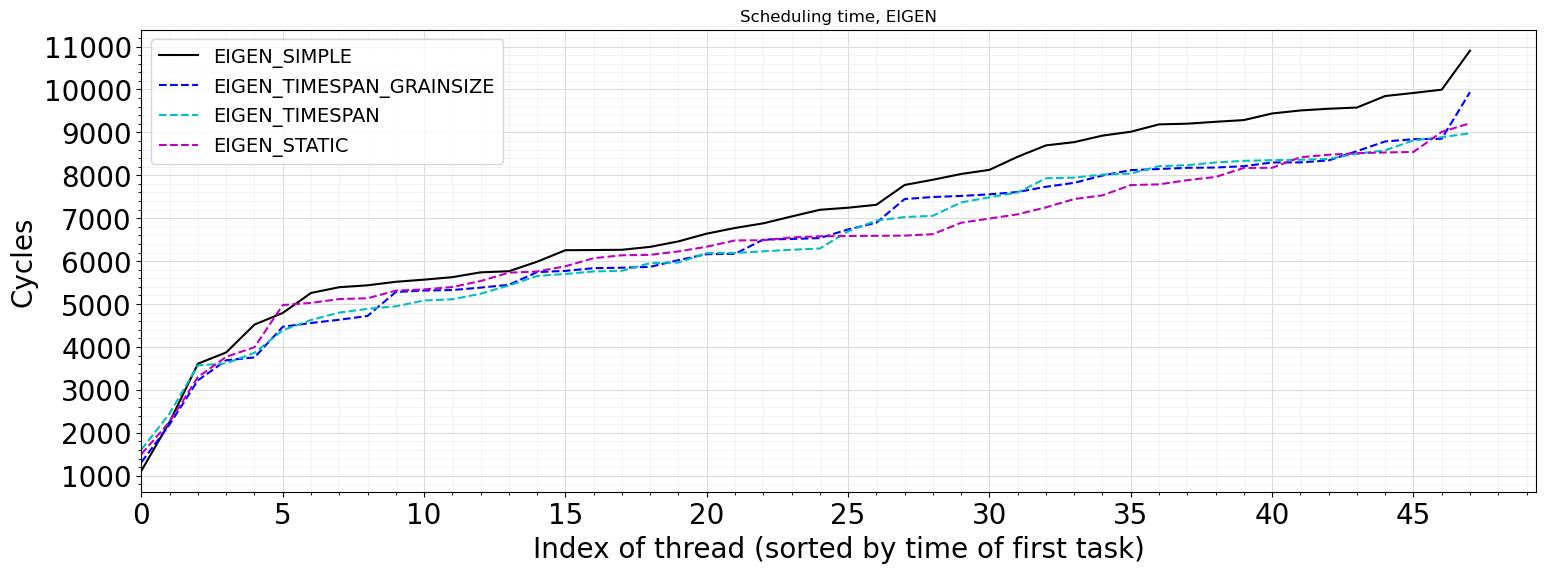 Scheduling time, EIGEN
EIGEN_SIMPLE
EIGEN_TIMESPAN_GRAINSIZE
EIGEN_TIMESPAN
EIGEN_STATIC
Cycles
11000
10000
9000
8000
7000
6000
5000
4000
3000
2000
1000
0 5 10 15 20 25 30 35 40 45
Index of thread (sorted by time of first task)